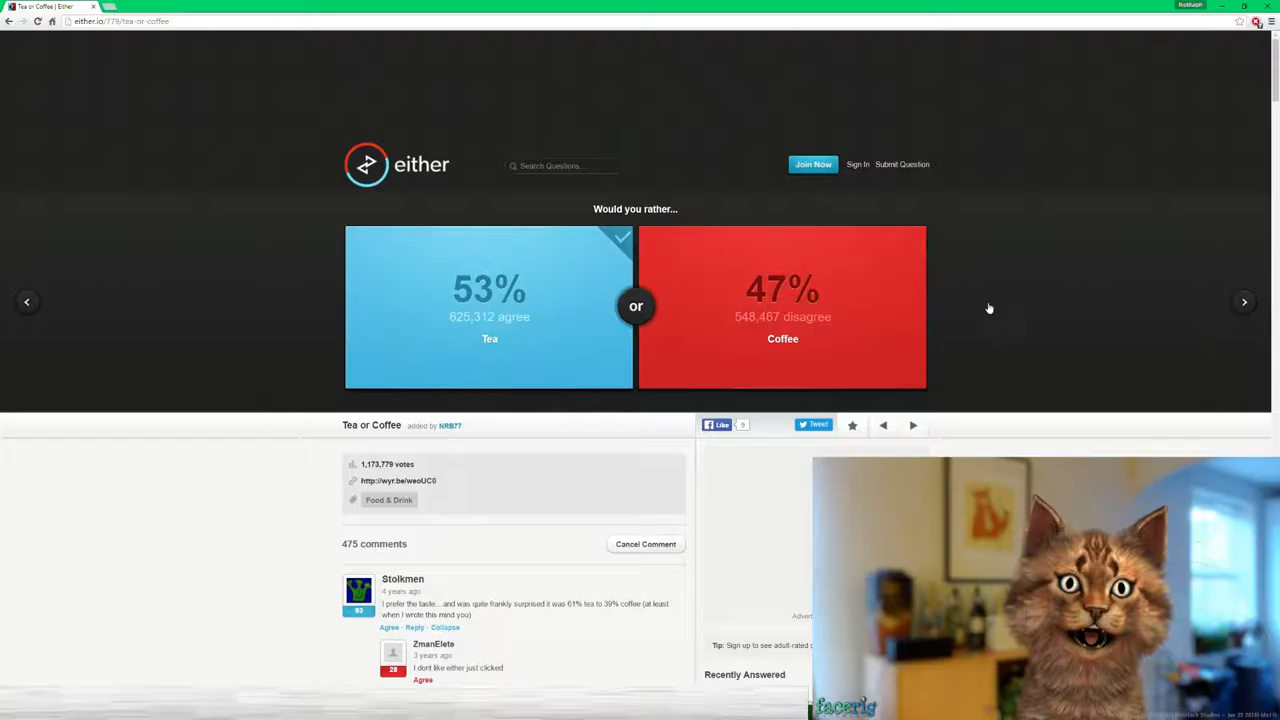 Tea or Coffee | Either
either.io/779/tea-or-coffee
either
Search Questions...
Join Now
Sign In
Submit Question
Would you rather...
53%
625,312 agree
Tea
or
47%
548,467 disagree
Coffee
Tea or Coffee added by NRB77
Like 9
Tweet
1,173,779 votes
http://wyr.be/weoUC0
Food & Drink
475 comments
Cancel Comment
Stolkmen
4 years ago
93
I prefer the taste....and was quite frankly surprised it was 61% tea to 39% coffee (at least
when I wrote this mind you)
Agree · Reply · Collapse
ZmanElete
3 years ago
28
I dont like either just clicked
Agree
Advert
Tip: Sign up to see adult-rated
Recently Answered
facerig